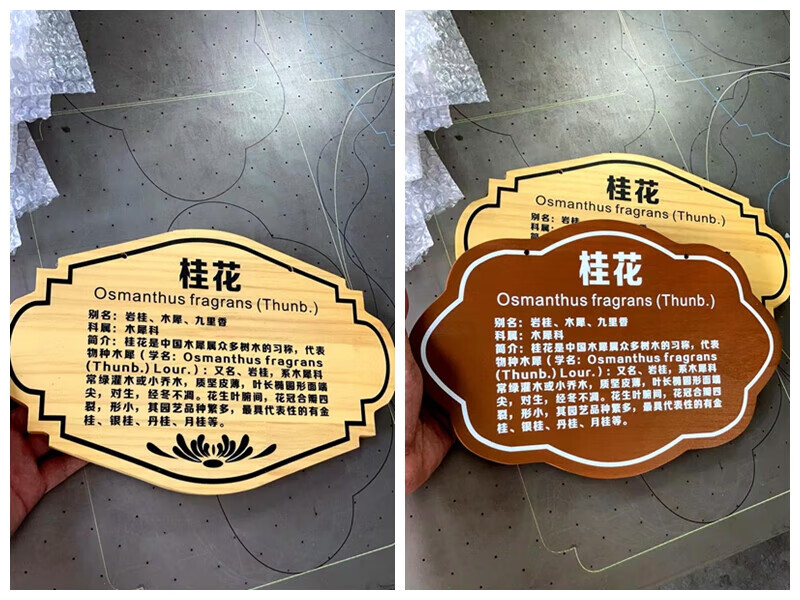 桂花
Osmanthus fragrans (Thunb.)
别名：岩桂、木犀、九里香
科属：木犀科
简介：桂花是中国木犀属众多树木的习称，代表
物种木犀（学名：Osmanthus fragrans
(Thunb.) Lour.）：又名、岩桂，系木犀科
常绿灌木或小乔木，质坚皮薄，叶长椭圆形面端
尖，对生，经冬不凋。花生叶腑间，花冠合瓣四
裂，形小，其园艺品种繁多，最具代表性的有金
桂、银桂、丹桂、月桂等。
桂花
Osmanthus fragrans (Thunb.)
别名：岩桂
科属：
简
桂花
Osmanthus fragrans (Thunb.)
别名：岩桂、木犀、九里香
科属：木犀科
简介：桂花是中国木犀属众多树木的习称，代表
物种木犀（学名：Osmanthus fragrans
(Thunb.) Lour.）：又名、岩桂，系木犀科
常绿灌木或小乔木，质坚皮薄，叶长椭圆形面端
尖，对生，经冬不凋。花生叶腑间，花冠合瓣四
裂，形小，其园艺品种繁多，最具代表性的有金
桂、银桂、丹桂、月桂等。